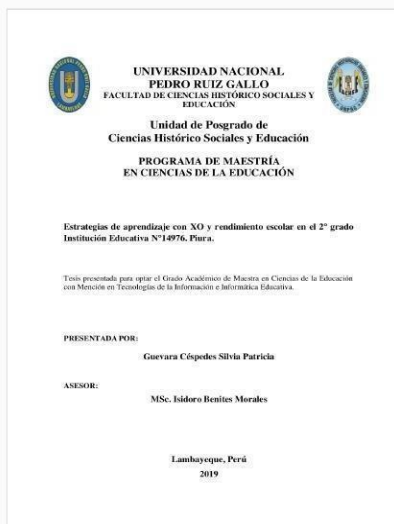 UNIVERSIDAD NACIONAL
PEDRO RUIZ GALLO
FACULTAD DE CIENCIAS HISTÓRICO SOCIALES Y
EDUCACIÓN
Unidad de Posgrado de
Ciencias Histórico Sociales y Educación
PROGRAMA DE MAESTRÍA
EN CIENCIAS DE LA EDUCACIÓN
Estrategias de aprendizaje con XO y rendimiento escolar en el 2° grado
Institución Educativa N°14976. Piura.
Tesis presentada para optar el Grado Académico de Maestra en Ciencias de la Educación
con Mención en Tecnologías de la Información e Informática Educativa.
PRESENTADA POR:
Guevara Céspedes Silvia Patricia
ASESOR:
MSc. Isidoro Benites Morales
Lambayeque, Perú
2019